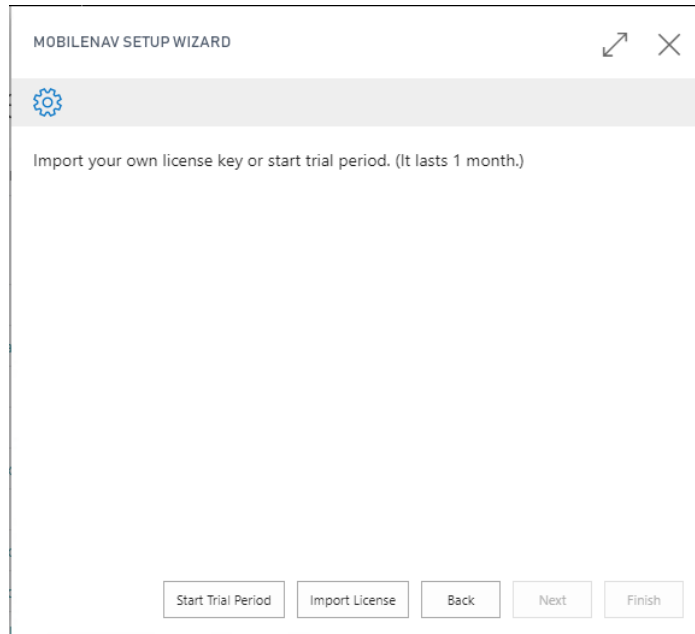 MOBILENAV SETUP WIZARD
Import your own license key or start trial period. (It lasts 1 month.)
Start Trial Period Import License Back Next Finish